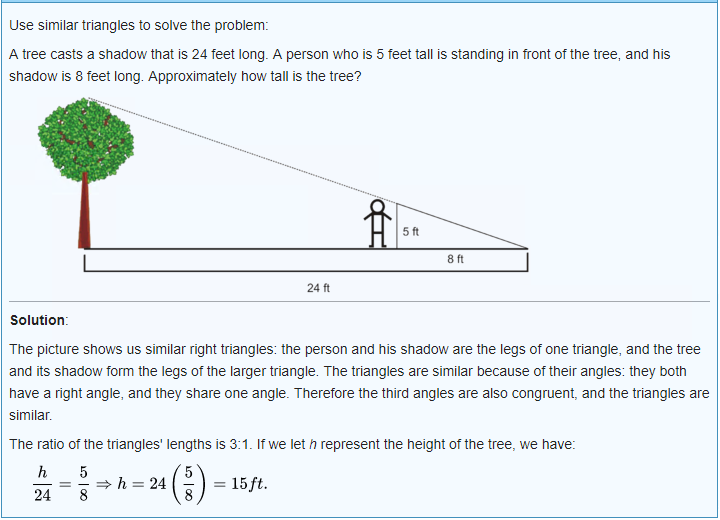 Use similar triangles to solve the problem:
A tree casts a shadow that is 24 feet long. A person who is 5 feet tall is standing in front of the tree, and his
shadow is 8 feet long. Approximately how tall is the tree?
5 ft
8 ft
24 ft
Solution:
The picture shows us similar right triangles: the person and his shadow are the legs of one triangle, and the tree
and its shadow form the legs of the larger triangle. The triangles are similar because of their angles: they both
have a right angle, and they share one angle. Therefore the third angles are also congruent, and the triangles are
similar.
The ratio of the triangles' lengths is 3:1. If we let h represent the height of the tree, we have:
h/24 = 5/8 ⇒ h = 24 (5/8) = 15ft.